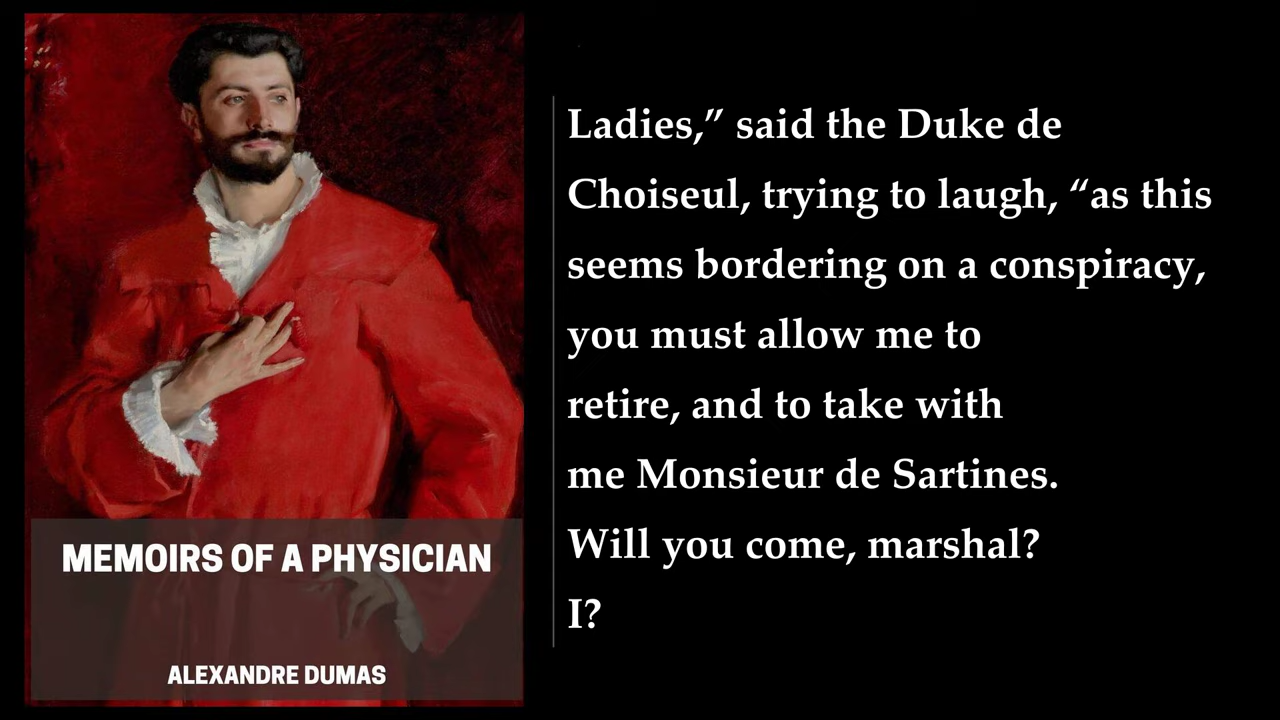 MEMOIRS OF A PHYSICIAN
ALEXANDRE DUMAS
Ladies,” said the Duke de
Choiseul, trying to laugh, “as this
seems bordering on a conspiracy,
you must allow me to
retire, and to take with
me Monsieur de Sartines.
Will you come, marshal?
I?